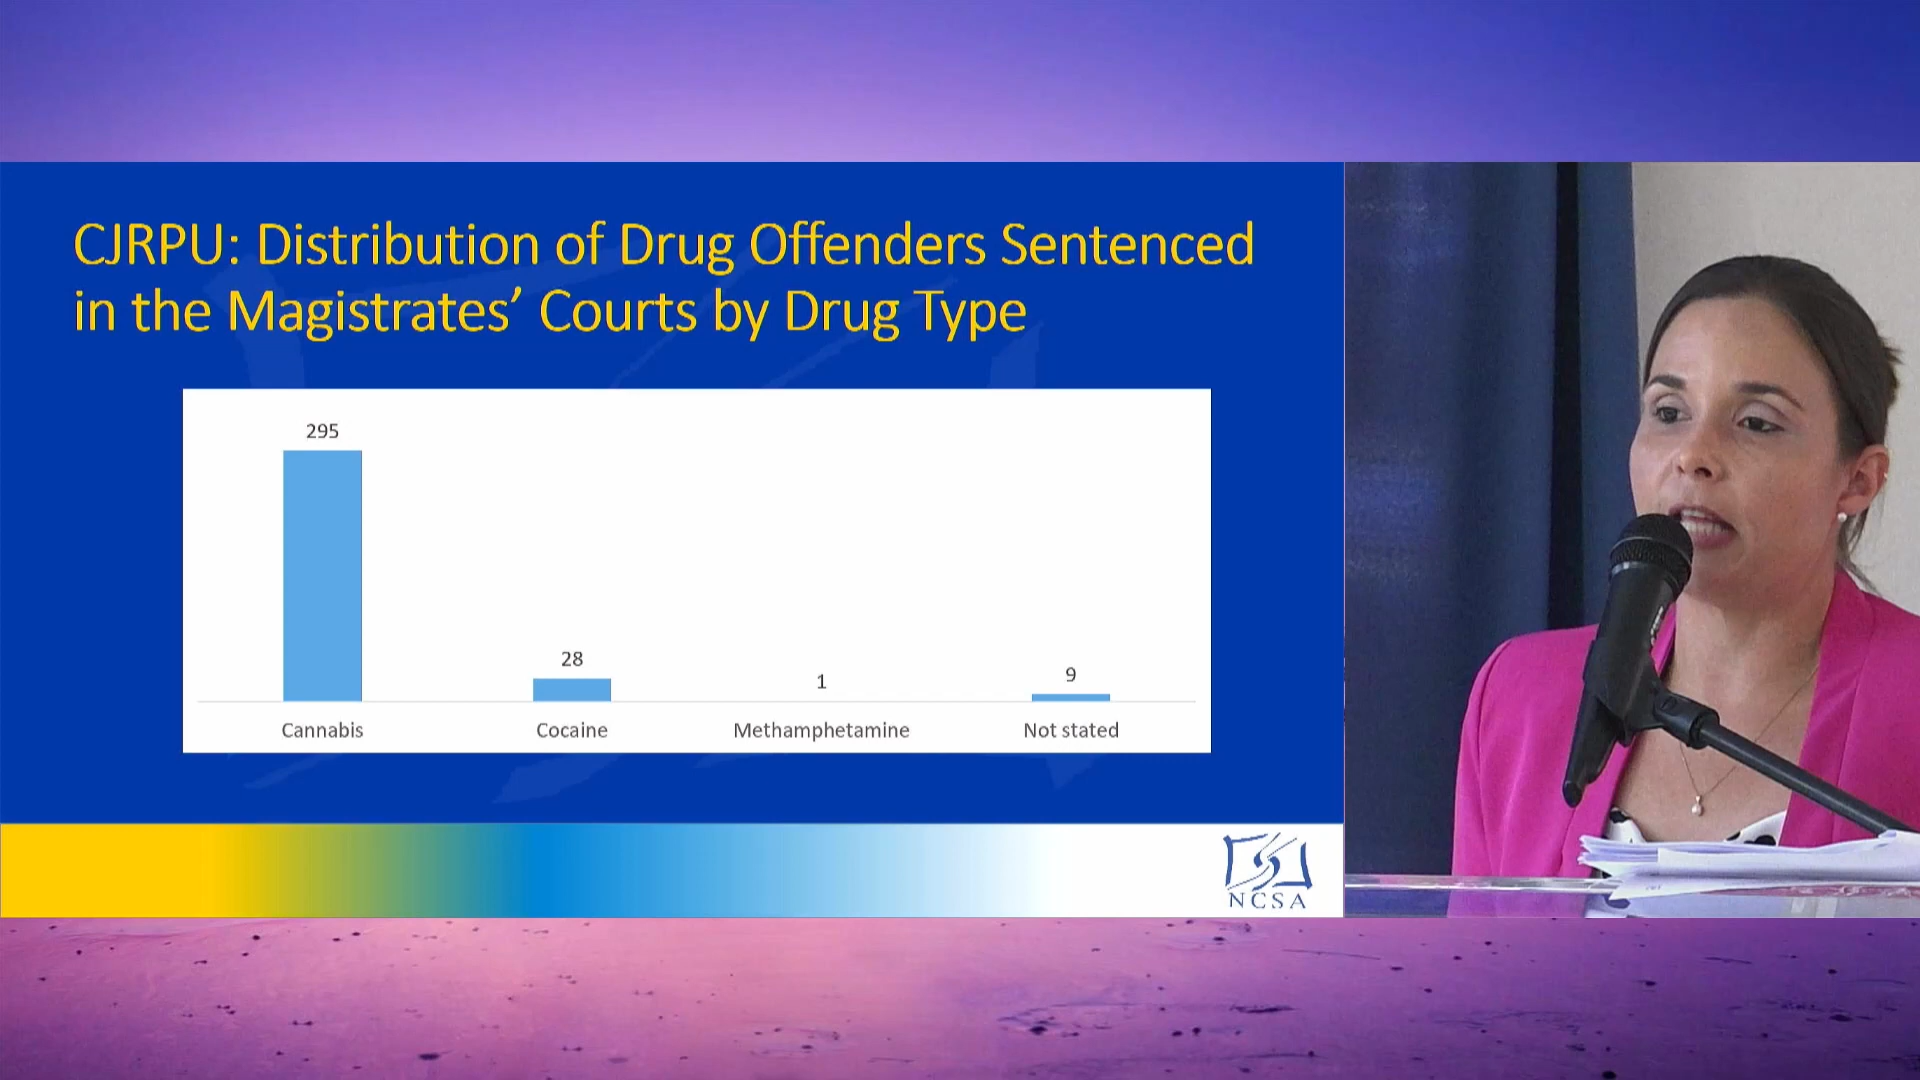 CJRPU: Distribution of Drug Offenders Sentenced
in the Magistrates’ Courts by Drug Type
295
28
1
9
Cannabis
Cocaine
Methamphetamine
Not stated
NCSA